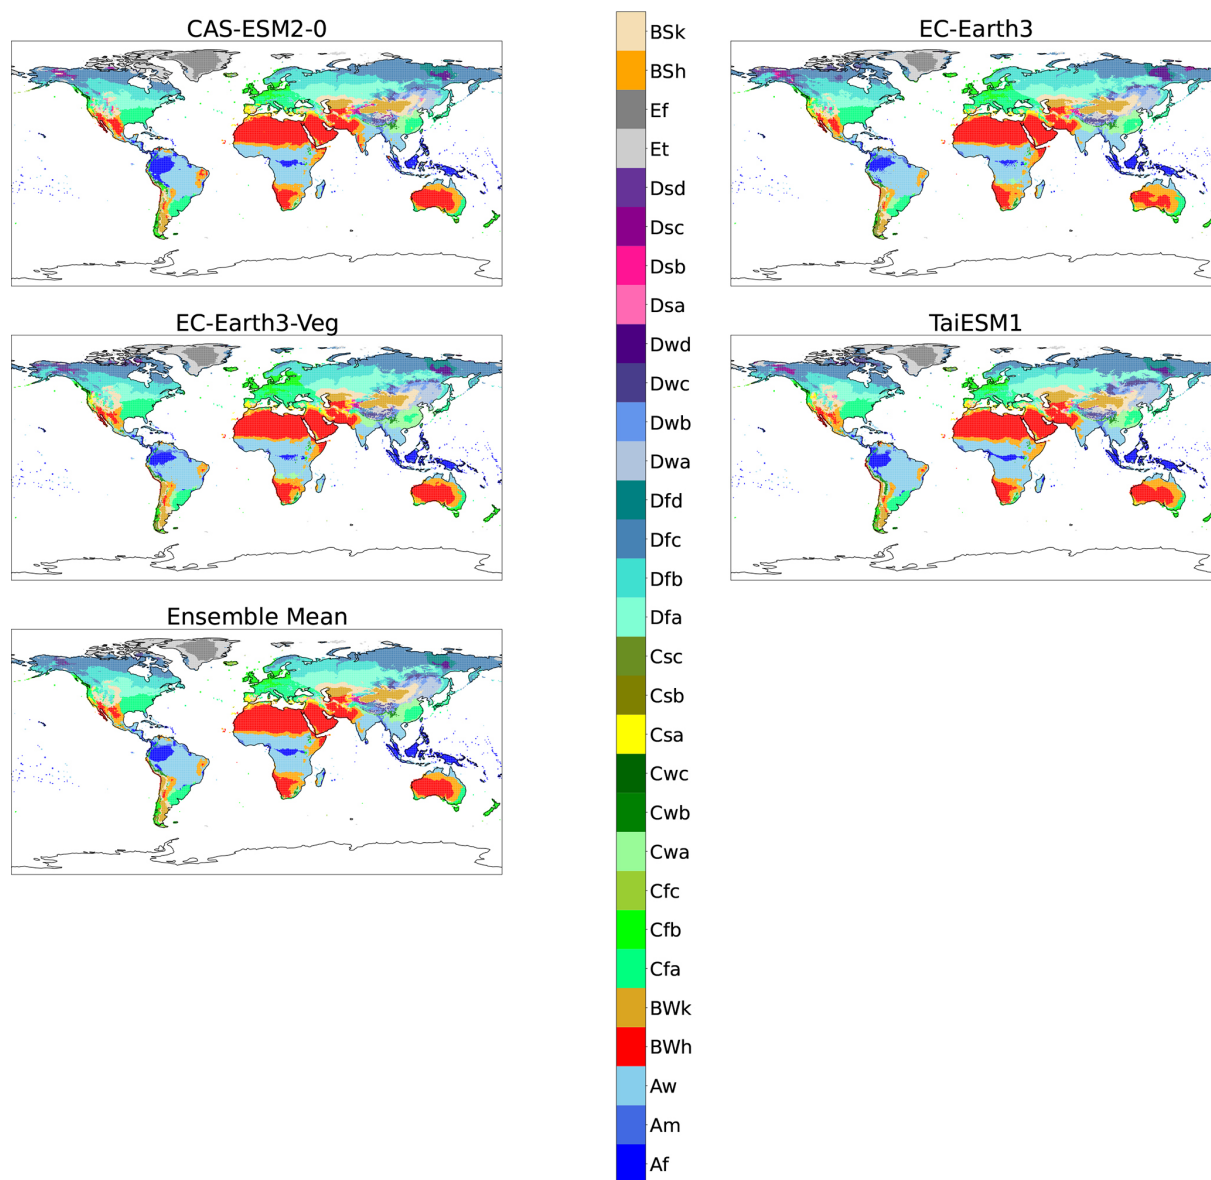 CAS-ESM2-0
EC-Earth3
EC-Earth3-Veg
TaiESM1
Ensemble Mean
BSk
BSh
Ef
Et
Dsd
Dsc
Dsb
Dsa
Dwd
Dwc
Dwb
Dwa
Dfd
Dfc
Dfb
Dfa
Csc
Csb
Csa
Cwc
Cwb
Cwa
Cfc
Cfb
Cfa
BWk
BWh
Aw
Am
Af